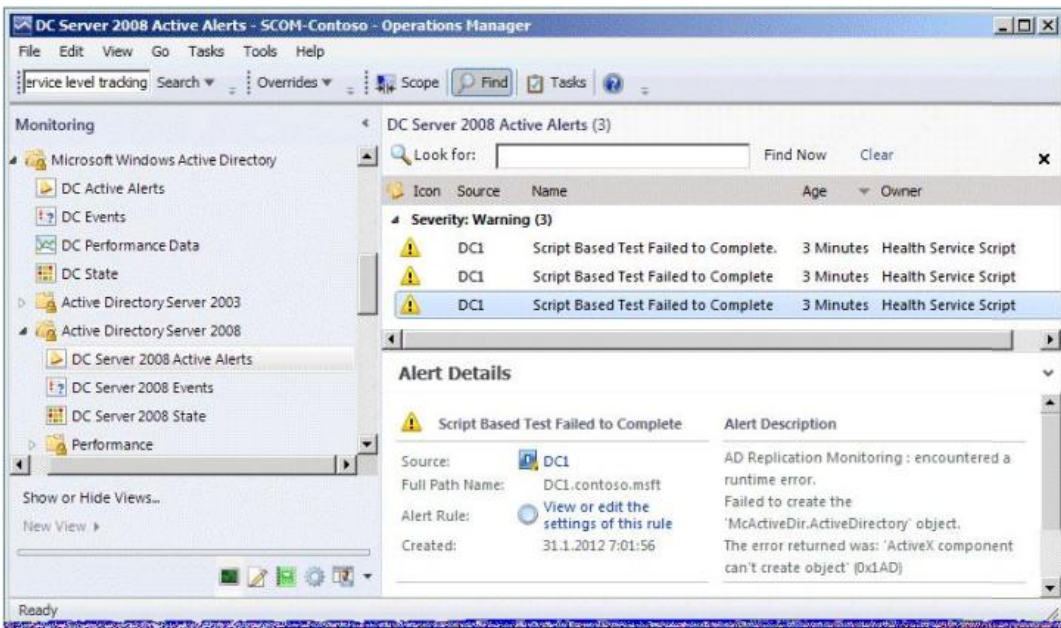 DC Server 2008 Active Alerts - SCOM-Contoso - Operations Manager
File Edit View Go Tasks Tools Help
ervice level tracking Search Overrides Scope Find Tasks
Monitoring
Microsoft Windows Active Directory
DC Active Alerts
DC Events
DC Performance Data
DC State
Active Directory Server 2003
Active Directory Server 2008
DC Server 2008 Active Alerts
DC Server 2008 Events
DC Server 2008 State
Performance
Show or Hide Views...
New View
DC Server 2008 Active Alerts (3)
Look for: Find Now Clear
Icon Source Name Age Owner
Severity: Warning (3)
DC1 Script Based Test Failed to Complete. 3 Minutes Health Service Script
DC1 Script Based Test Failed to Complete 3 Minutes Health Service Script
DC1 Script Based Test Failed to Complete 3 Minutes Health Service Script
Alert Details
Script Based Test Failed to Complete
Source: DC1
Full Path Name: DC1.contoso.msft
Alert Rule: View or edit the
settings of this rule
Created: 31.1.2012 7:01:56
Alert Description
AD Replication Monitoring : encountered a
runtime error.
Failed to create the
'McActiveDir.ActiveDirectory' object.
The error returned was: 'ActiveX component
can't create object' (0x1AD)
Ready